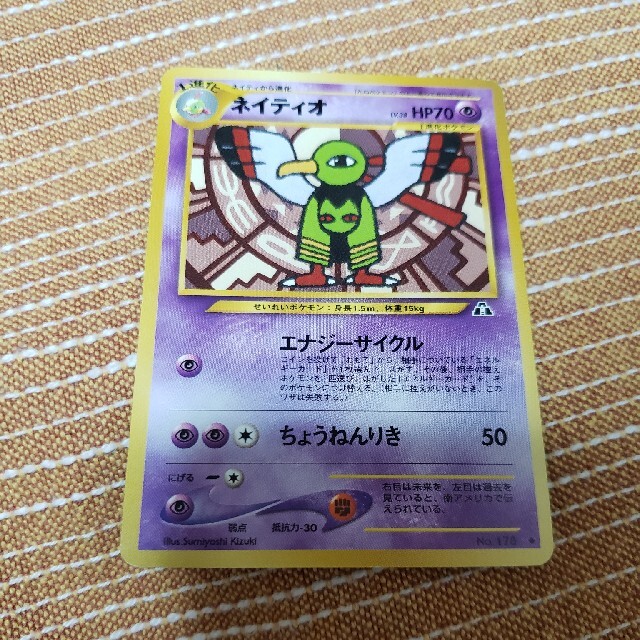 1進化
ネイティから進化
ネイティオ
LV.28 HP70
1進化ポケモン
せいれいポケモン：身長1.5m、体重15kg
エナジーサイクル
ちょうねんりき 50
にげる
弱点 抵抗力-30
右目は未来を、左目は過去を
見ていると、南アメリカで伝
えられている。
Illus. Sumiyoshi Kizuki
No. 178